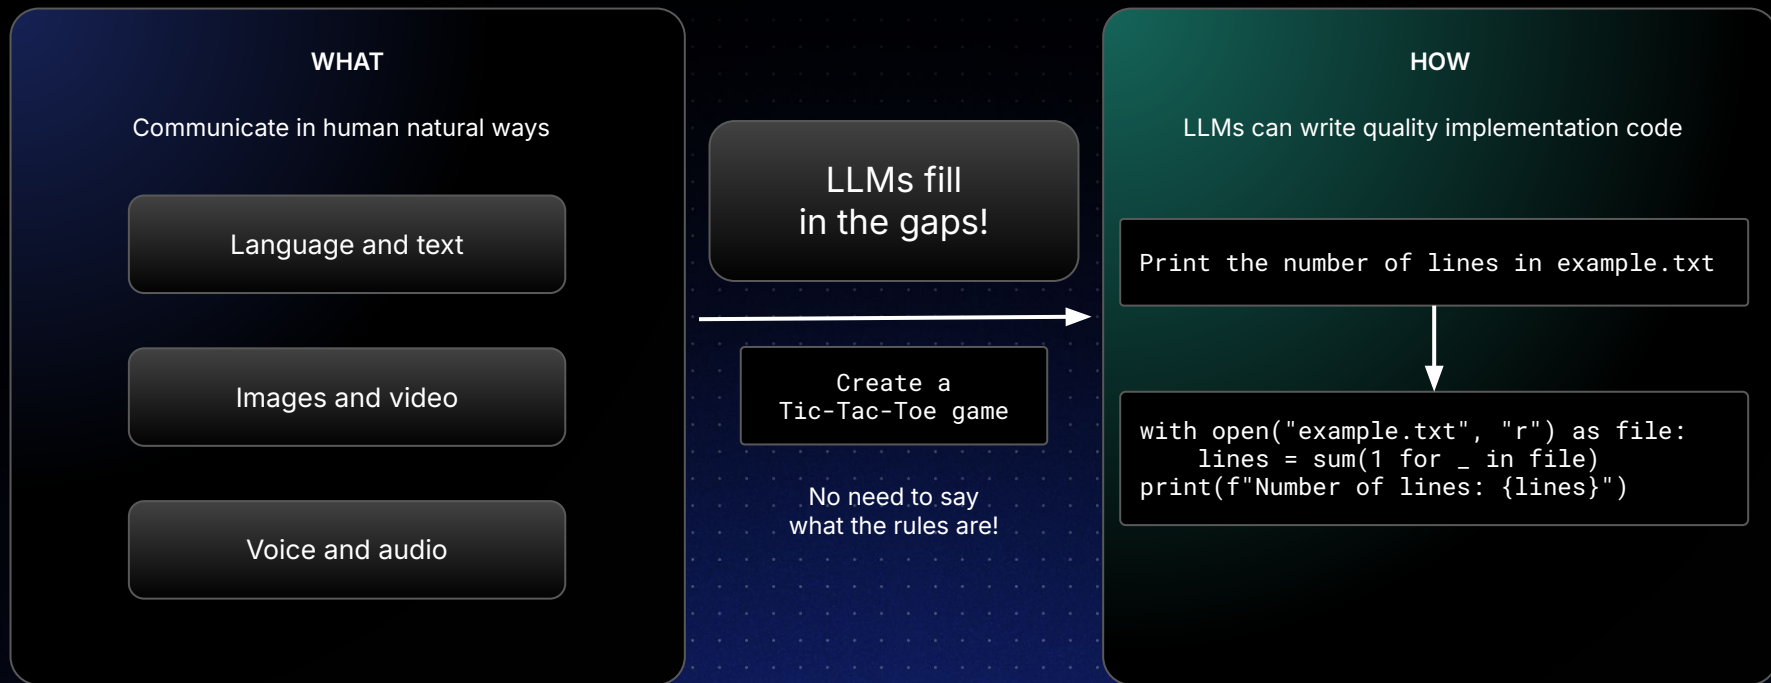 WHAT
Communicate in human natural ways
Language and text
Images and video
Voice and audio
LLMs fill
in the gaps!
Create a
Tic-Tac-Toe game
No need to say
what the rules are!
HOW
LLMs can write quality implementation code
Print the number of lines in example.txt
with open("example.txt", "r") as file:
    lines = sum(1 for _ in file)
print(f"Number of lines: {lines}")